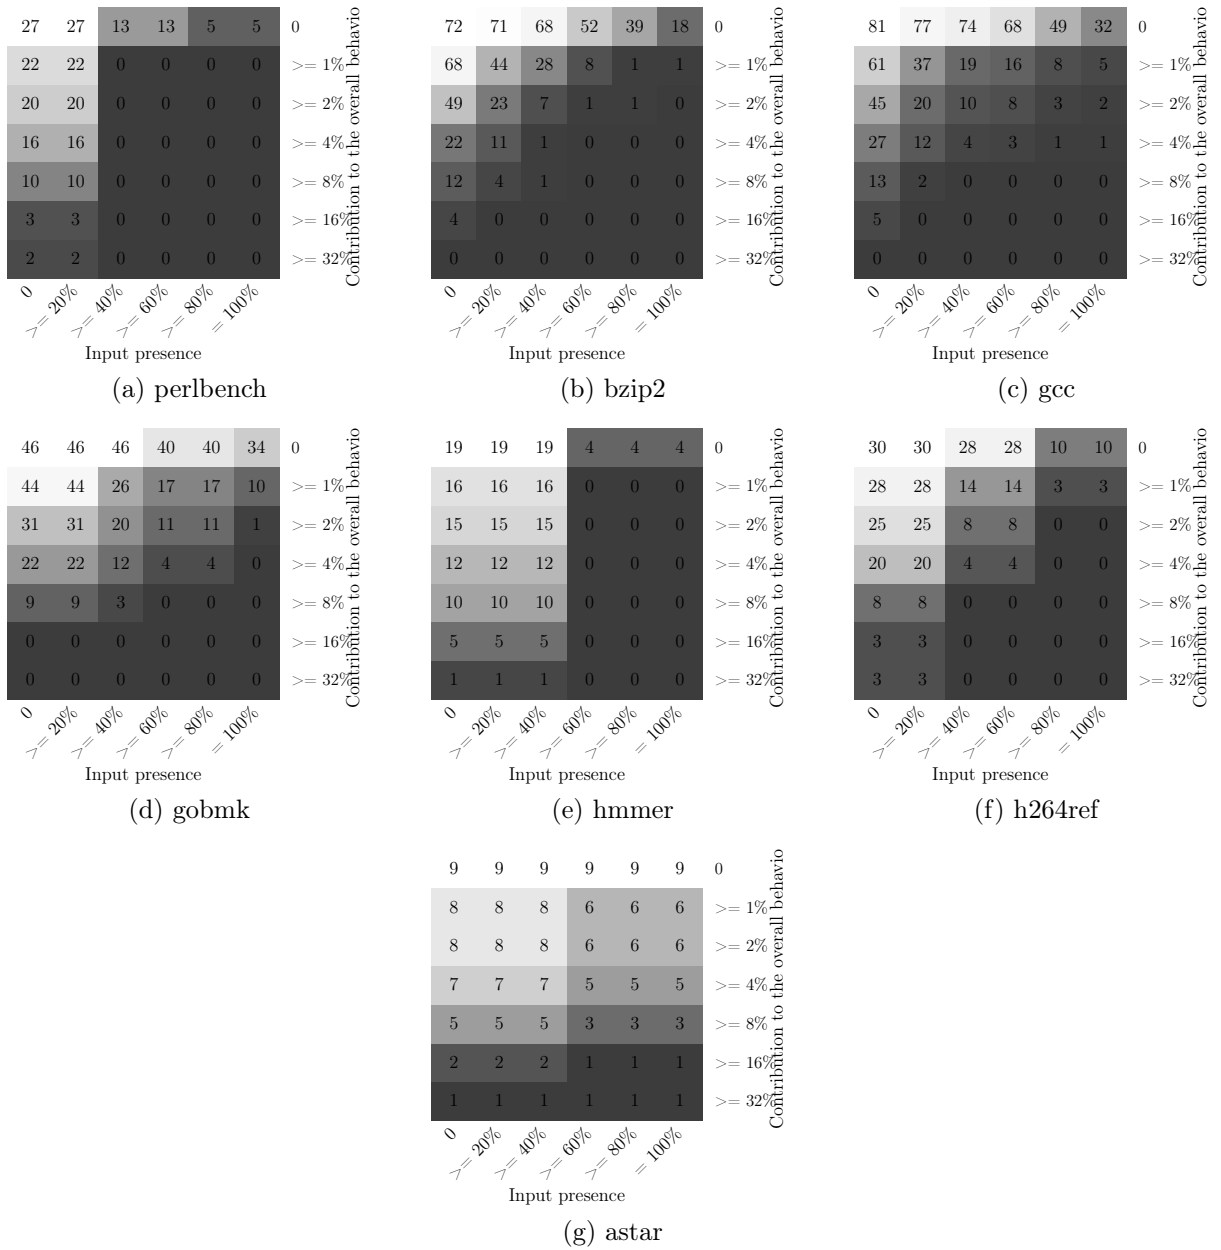 27 27 13 13 5 5 0
22 22 0 0 0 0 >= 1%
20 20 0 0 0 0 >= 2%
16 16 0 0 0 0 >= 4%
10 10 0 0 0 0 >= 8%
3 3 0 0 0 0 >= 16%
2 2 0 0 0 0 >= 32%
Contribution to the overall behavio
0 >= 20% >= 40% >= 60% >= 80% = 100%
Input presence
(a) perlbench
72 71 68 52 39 18 0
68 44 28 8 1 1 >= 1%
49 23 7 1 1 0 >= 2%
22 11 1 0 0 0 >= 4%
12 4 1 0 0 0 >= 8%
4 0 0 0 0 0 >= 16%
0 0 0 0 0 0 >= 32%
Contribution to the overall behavio
0 >= 20% >= 40% >= 60% >= 80% = 100%
Input presence
(b) bzip2
81 77 74 68 49 32 0
61 37 19 16 8 5 >= 1%
45 20 10 8 3 2 >= 2%
27 12 4 3 1 1 >= 4%
13 2 0 0 0 0 >= 8%
5 0 0 0 0 0 >= 16%
0 0 0 0 0 0 >= 32%
Contribution to the overall behavio
0 >= 20% >= 40% >= 60% >= 80% = 100%
Input presence
(c) gcc
46 46 46 40 40 34 0
44 44 26 17 17 10 >= 1%
31 31 20 11 11 1 >= 2%
22 22 12 4 4 0 >= 4%
9 9 3 0 0 0 >= 8%
0 0 0 0 0 0 >= 16%
0 0 0 0 0 0 >= 32%
Contribution to the overall behavio
0 >= 20% >= 40% >= 60% >= 80% = 100%
Input presence
(d) gobmk
19 19 19 4 4 4 0
16 16 16 0 0 0 >= 1%
15 15 15 0 0 0 >= 2%
12 12 12 0 0 0 >= 4%
10 10 10 0 0 0 >= 8%
5 5 5 0 0 0 >= 16%
1 1 1 0 0 0 >= 32%
Contribution to the overall behavio
0 >= 20% >= 40% >= 60% >= 80% = 100%
Input presence
(e) hmmer
30 30 28 28 10 10 0
28 28 14 14 3 3 >= 1%
25 25 8 8 0 0 >= 2%
20 20 4 4 0 0 >= 4%
8 8 0 0 0 0 >= 8%
3 3 0 0 0 0 >= 16%
3 3 0 0 0 0 >= 32%
Contribution to the overall behavio
0 >= 20% >= 40% >= 60% >= 80% = 100%
Input presence
(f) h264ref
9 9 9 9 9 9 0
8 8 8 6 6 6 >= 1%
8 8 8 6 6 6 >= 2%
7 7 7 5 5 5 >= 4%
5 5 5 3 3 3 >= 8%
2 2 2 1 1 1 >= 16%
1 1 1 1 1 1 >= 32%
Contribution to the overall behavio
0 >= 20% >= 40% >= 60% >= 80% = 100%
Input presence
(g) astar